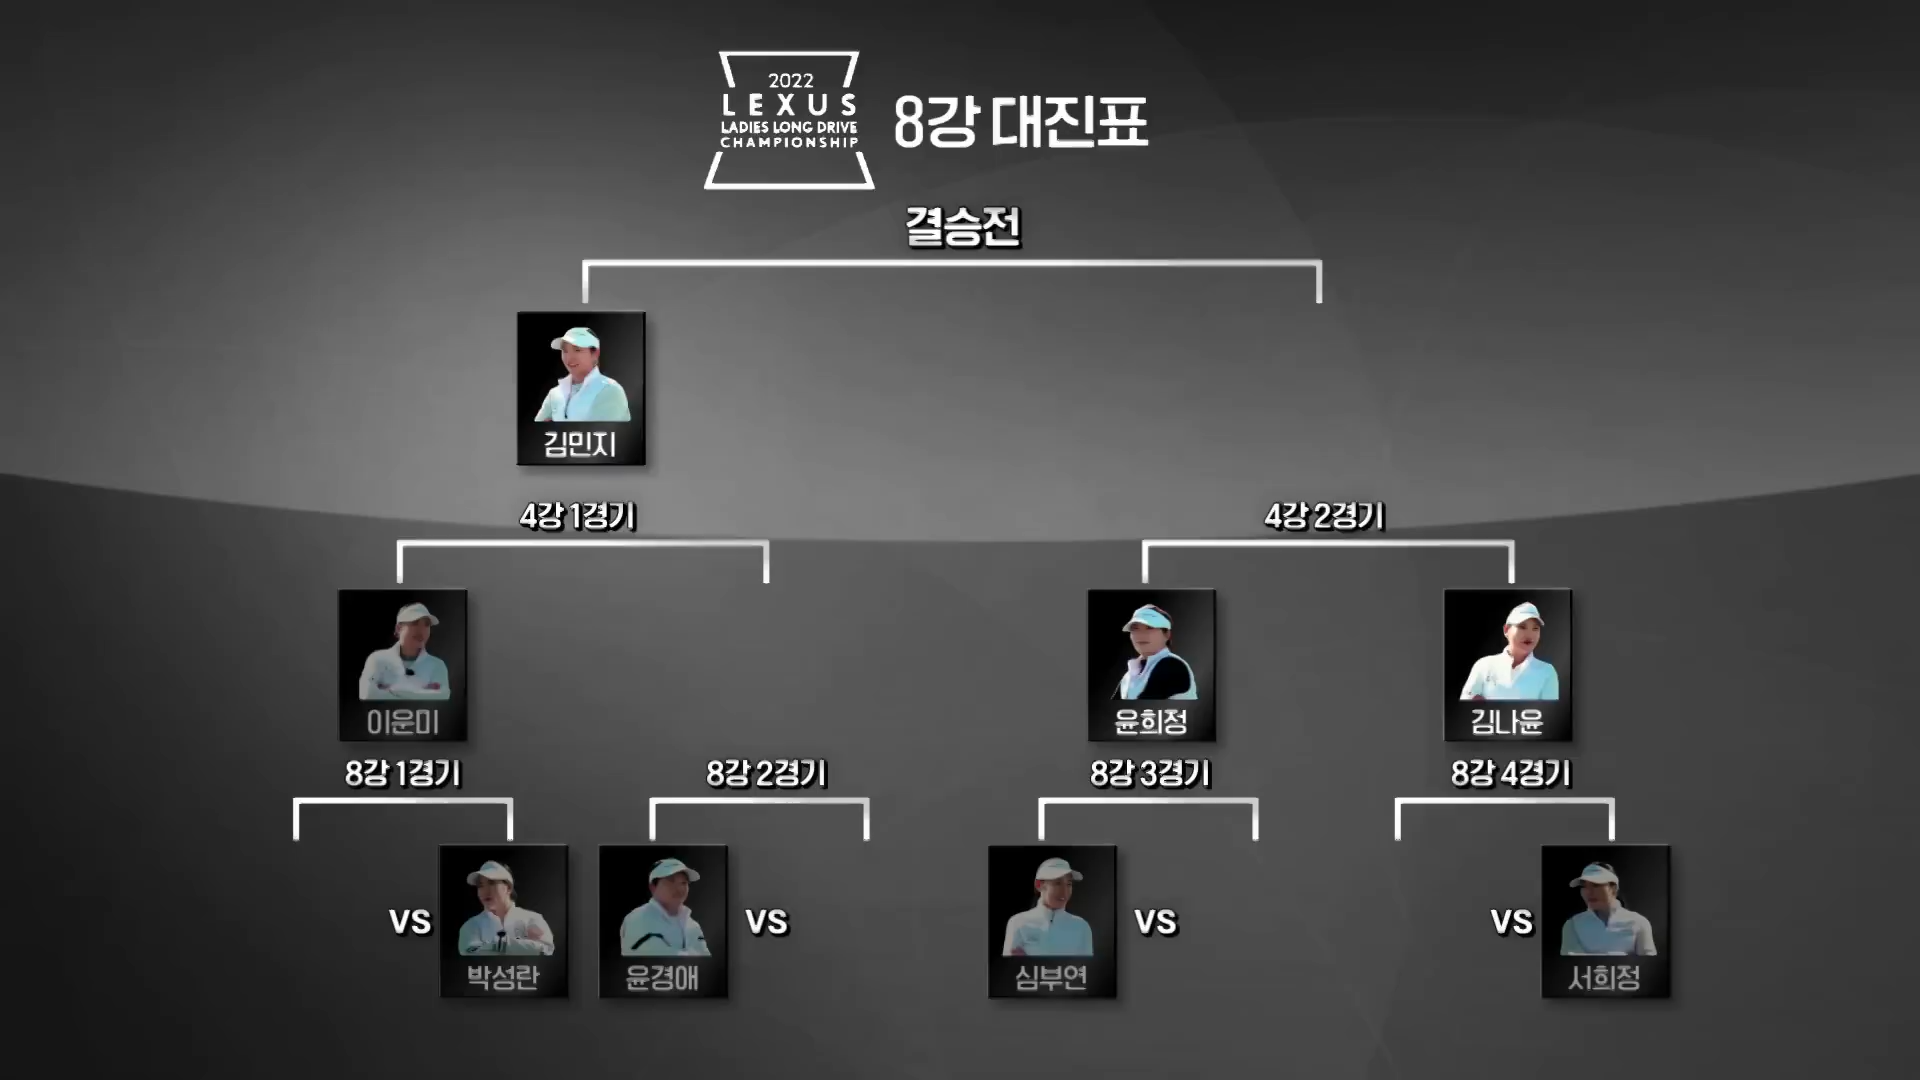 2022
LEXUS
LADIES LONG DRIVE
CHAMPIONSHIP
8강 대진표
결승전
김민지
4강 1경기
4강 2경기
이운미
윤희정
김나윤
8강 1경기
8강 2경기
8강 3경기
8강 4경기
VS
박성란
윤경애
VS
심부연
VS
VS
서희정